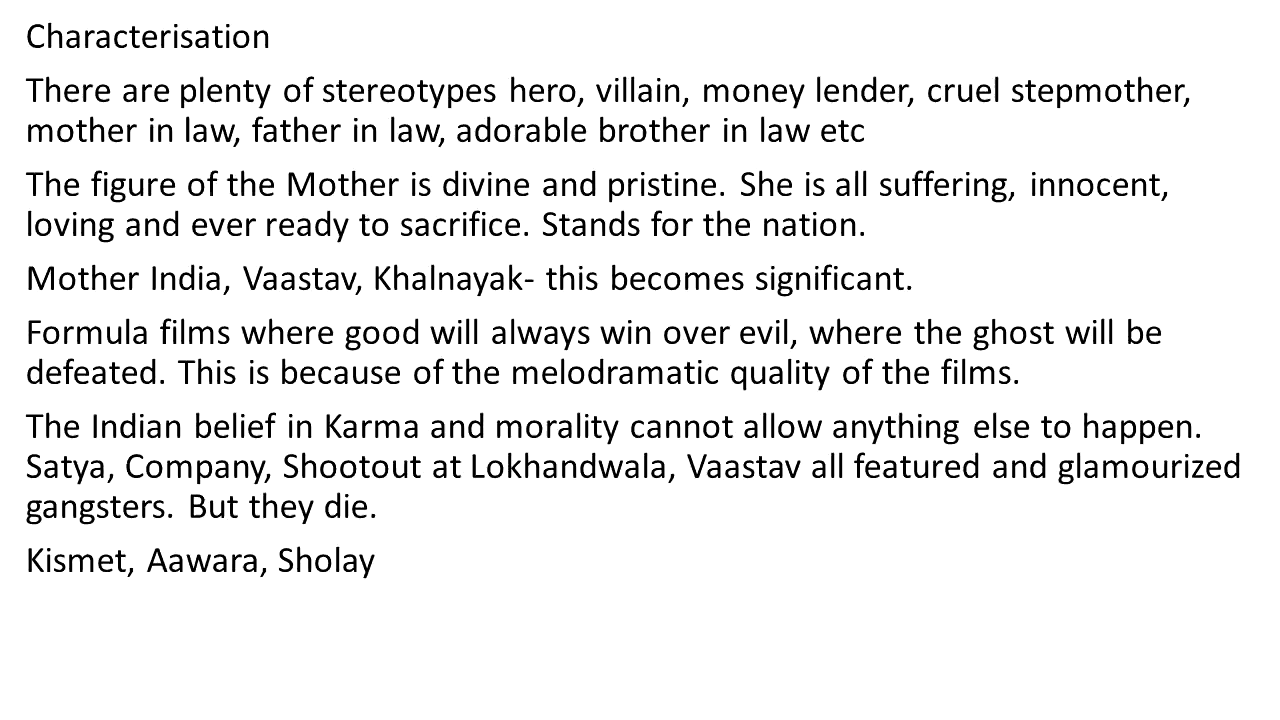 Characterisation
There are plenty of stereotypes hero, villain, money lender, cruel stepmother,
mother in law, father in law, adorable brother in law etc
The figure of the Mother is divine and pristine. She is all suffering, innocent,
loving and ever ready to sacrifice. Stands for the nation.
Mother India, Vaastav, Khalnayak- this becomes significant.
Formula films where good will always win over evil, where the ghost will be
defeated. This is because of the melodramatic quality of the films.
The Indian belief in Karma and morality cannot allow anything else to happen.
Satya, Company, Shootout at Lokhandwala, Vaastav all featured and glamourized
gangsters. But they die.
Kismet, Aawara, Sholay